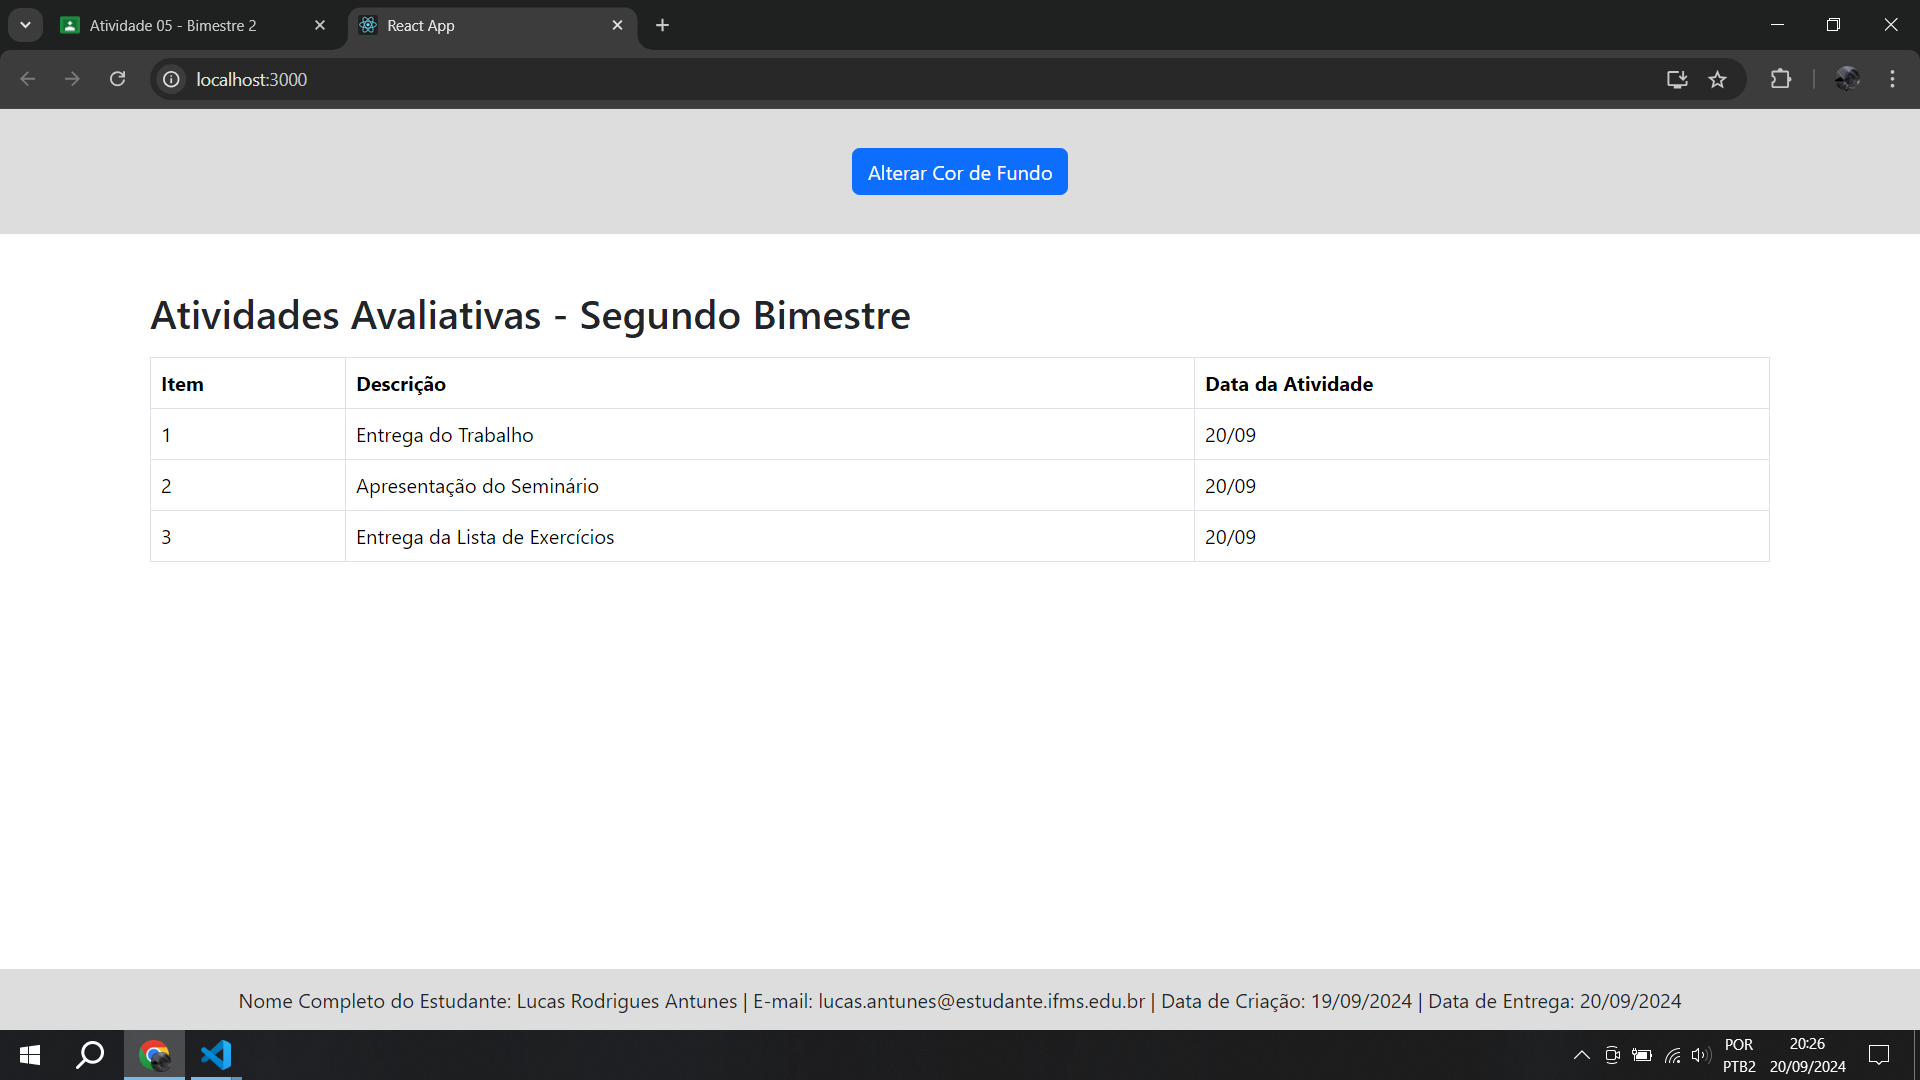 Atividade 05 - Bimestre 2
React App
localhost:3000
Alterar Cor de Fundo
Atividades Avaliativas - Segundo Bimestre
Item Descrição Data da Atividade
1 Entrega do Trabalho 20/09
2 Apresentação do Seminário 20/09
3 Entrega da Lista de Exercícios 20/09
Nome Completo do Estudante: Lucas Rodrigues Antunes | E-mail: lucas.antunes@estudante.ifms.edu.br | Data de Criação: 19/09/2024 | Data de Entrega: 20/09/2024
POR 20:26
PTB2 20/09/2024